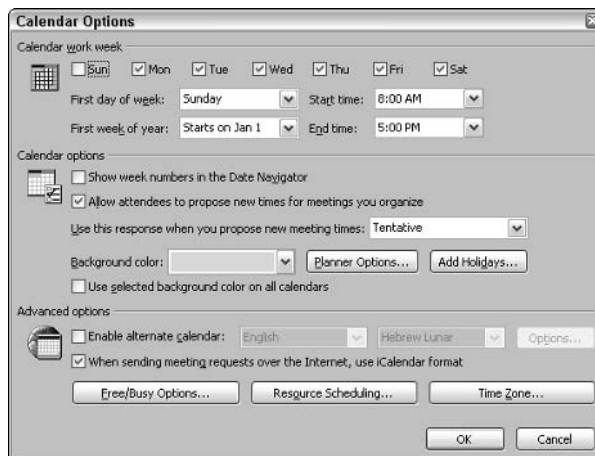 Calendar Options
Calendar work week
Sun Mon Tue Wed Thu Fri Sat
First day of week: Sunday Start time: 8:00 AM
First week of year: Starts on Jan 1 End time: 5:00 PM
Calendar options
Show week numbers in the Date Navigator
Allow attendees to propose new times for meetings you organize
Use this response when you propose new meeting times: Tentative
Background color: Planner Options... Add Holidays...
Use selected background color on all calendars
Advanced options
Enable alternate calendar: English Hebrew Lunar Options...
When sending meeting requests over the Internet, use iCalendar format
Free/Busy Options... Resource Scheduling... Time Zone...
OK Cancel